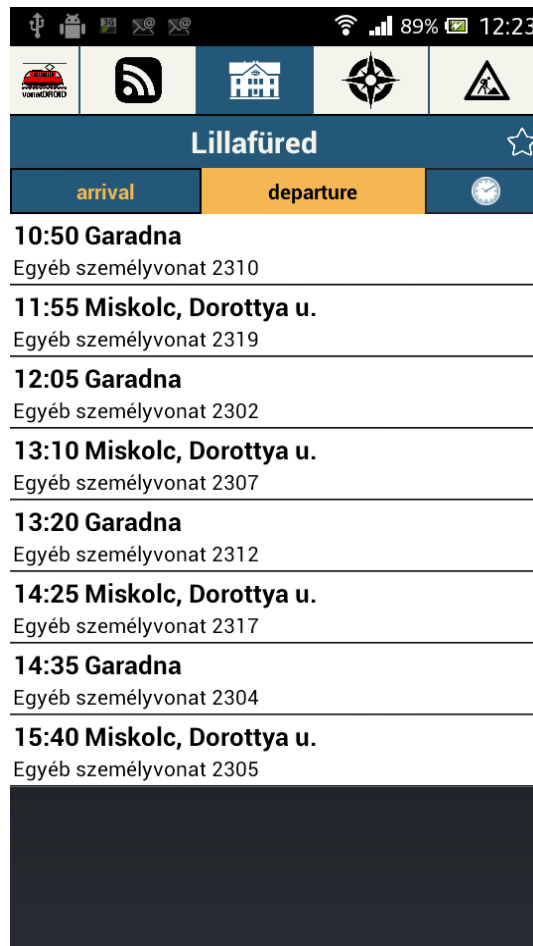 3G
89% 12:23
vonatDROID
Lillafüred
arrival departure
10:50 Garadna
Egyéb személyvonat 2310
11:55 Miskolc, Dorottya u.
Egyéb személyvonat 2319
12:05 Garadna
Egyéb személyvonat 2302
13:10 Miskolc, Dorottya u.
Egyéb személyvonat 2307
13:20 Garadna
Egyéb személyvonat 2312
14:25 Miskolc, Dorottya u.
Egyéb személyvonat 2317
14:35 Garadna
Egyéb személyvonat 2304
15:40 Miskolc, Dorottya u.
Egyéb személyvonat 2305